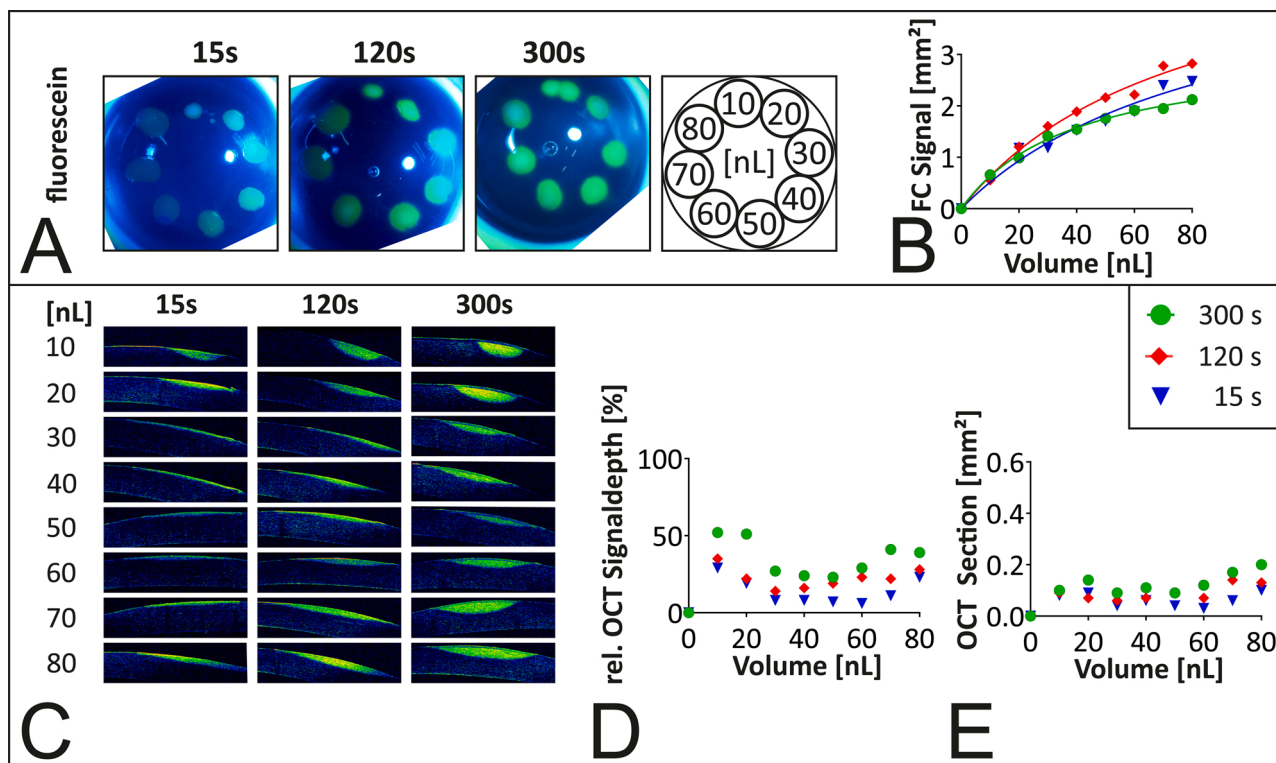 A
fluorescein
15s
120s
300s
10
20
30
40
50
60
70
80
[nL]
B
FC Signal [mm²]
3
2
1
0
0 20 40 60 80
Volume [nL]
C
[nL]
15s
120s
300s
10
20
30
40
50
60
70
80
D
rel. OCT Signaldepth [%]
100
50
0
0 20 40 60 80
Volume [nL]
300 s
120 s
15 s
E
OCT Section [mm²]
0.6
0.4
0.2
0.0
0 20 40 60 80
Volume [nL]